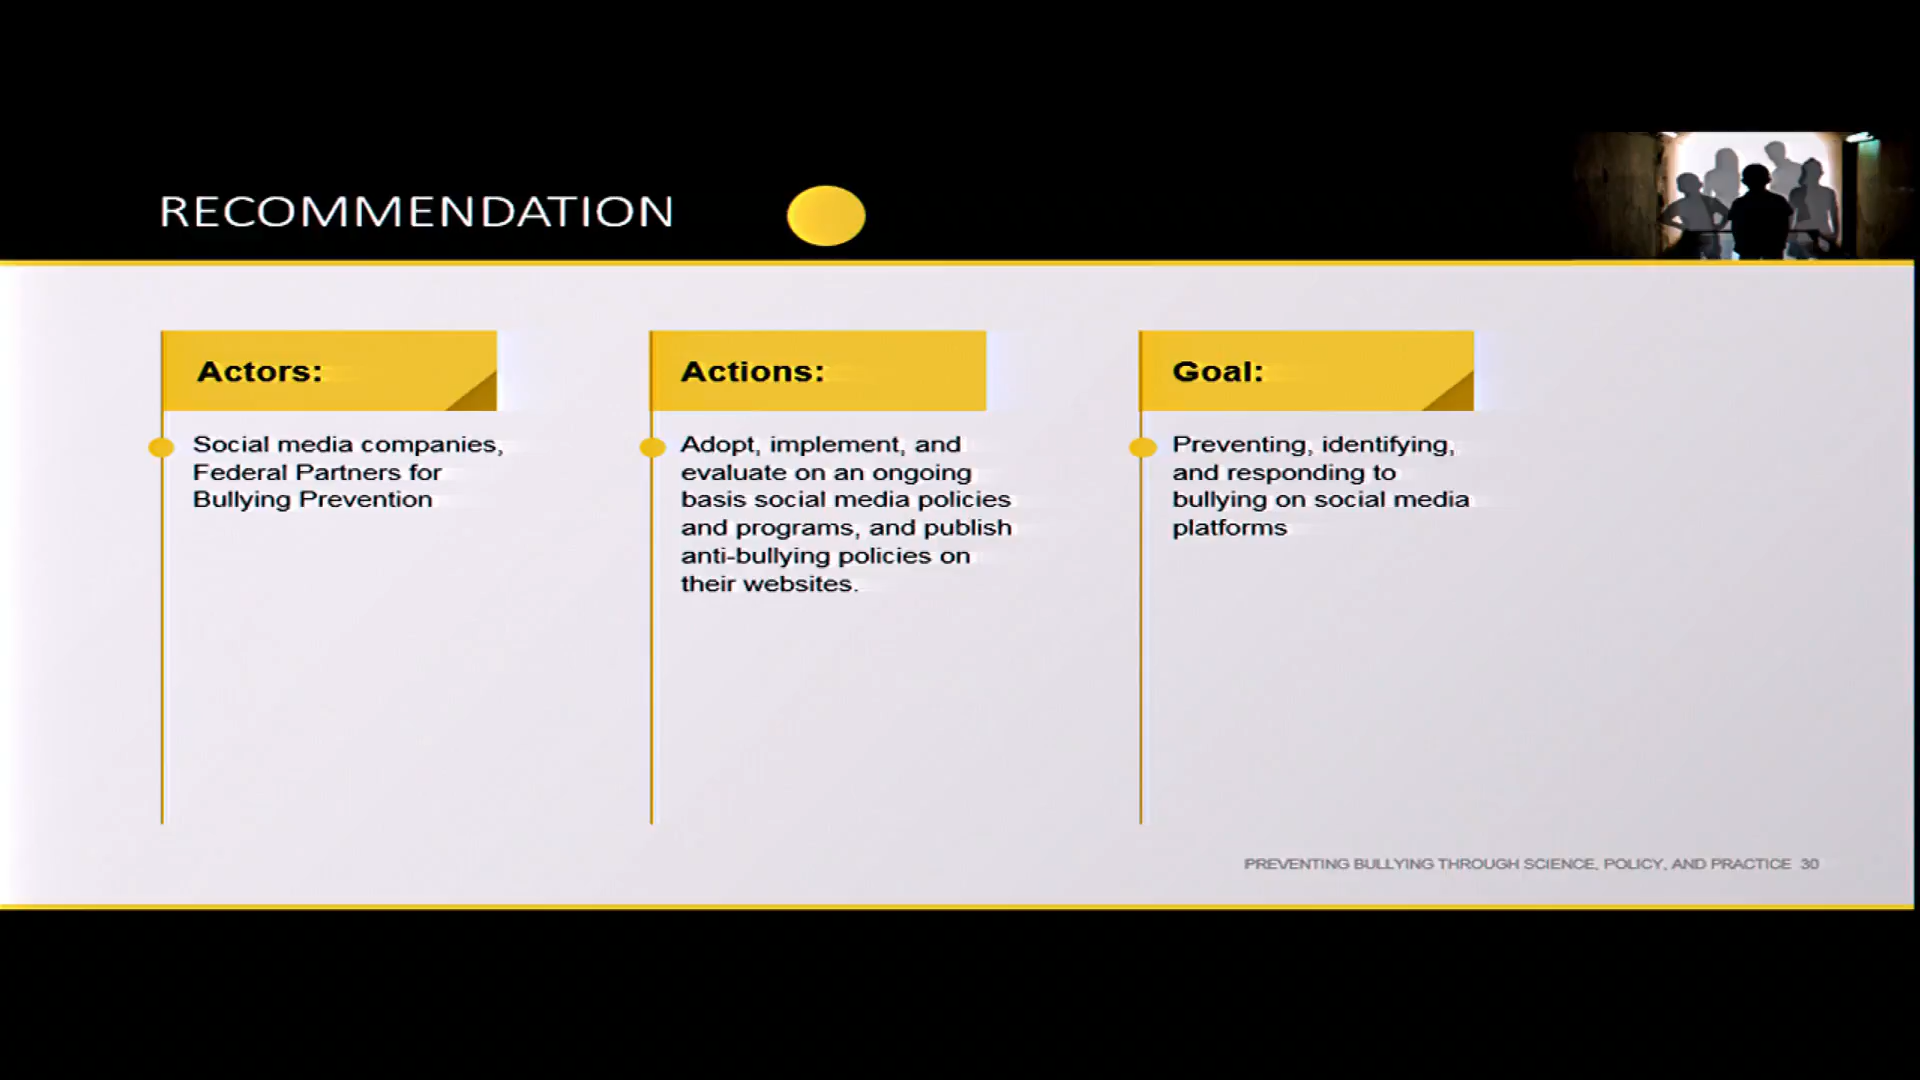 RECOMMENDATION
Actors:
Social media companies,
Federal Partners for
Bullying Prevention
Actions:
Adopt, implement, and
evaluate on an ongoing
basis social media policies
and programs, and publish
anti-bullying policies on
their websites.
Goal:
Preventing, identifying,
and responding to
bullying on social media
platforms
PREVENTING BULLYING THROUGH SCIENCE, POLICY, AND PRACTICE 30